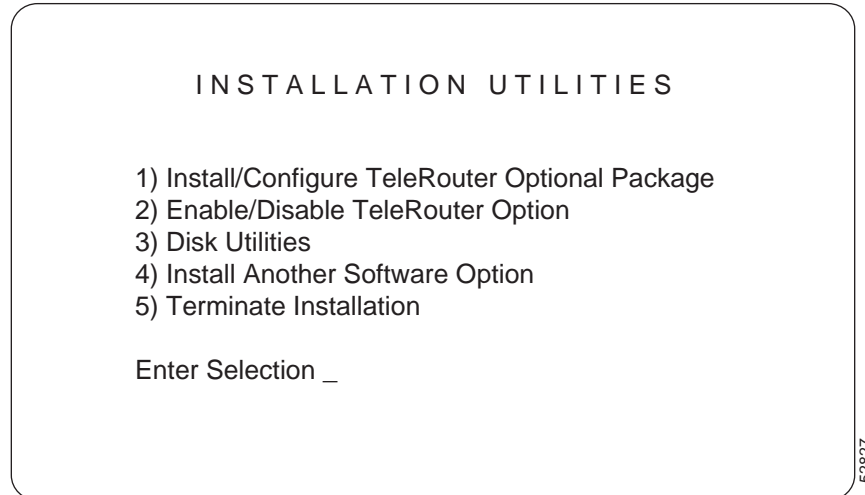 INSTALLATION UTILITIES
1) Install/Configure TeleRouter Optional Package
2) Enable/Disable TeleRouter Option
3) Disk Utilities
4) Install Another Software Option
5) Terminate Installation
Enter Selection _
52827